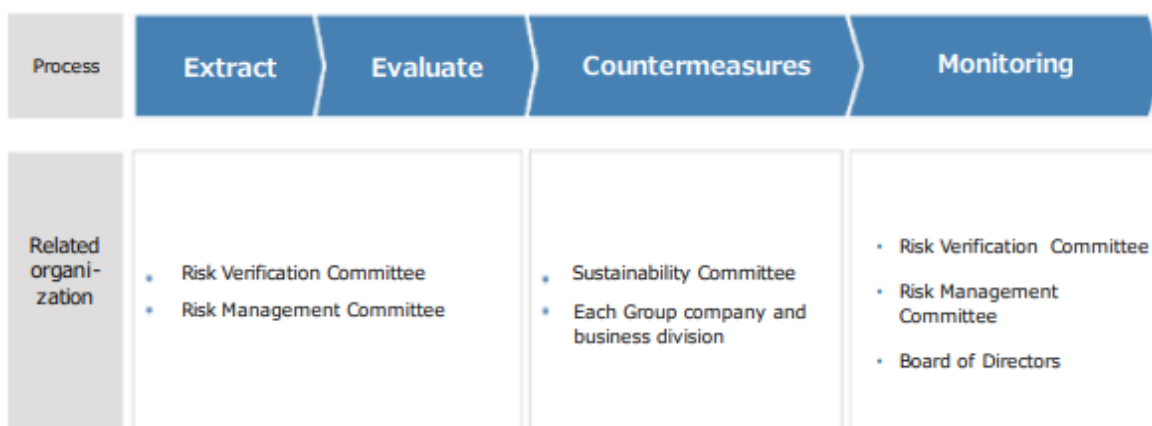 Process
Extract
Evaluate
Countermeasures
Monitoring
Related
organi-
zation
• Risk Verification Committee
• Risk Management Committee
• Sustainability Committee
• Each Group company and
business division
• Risk Verification Committee
• Risk Management
Committee
• Board of Directors